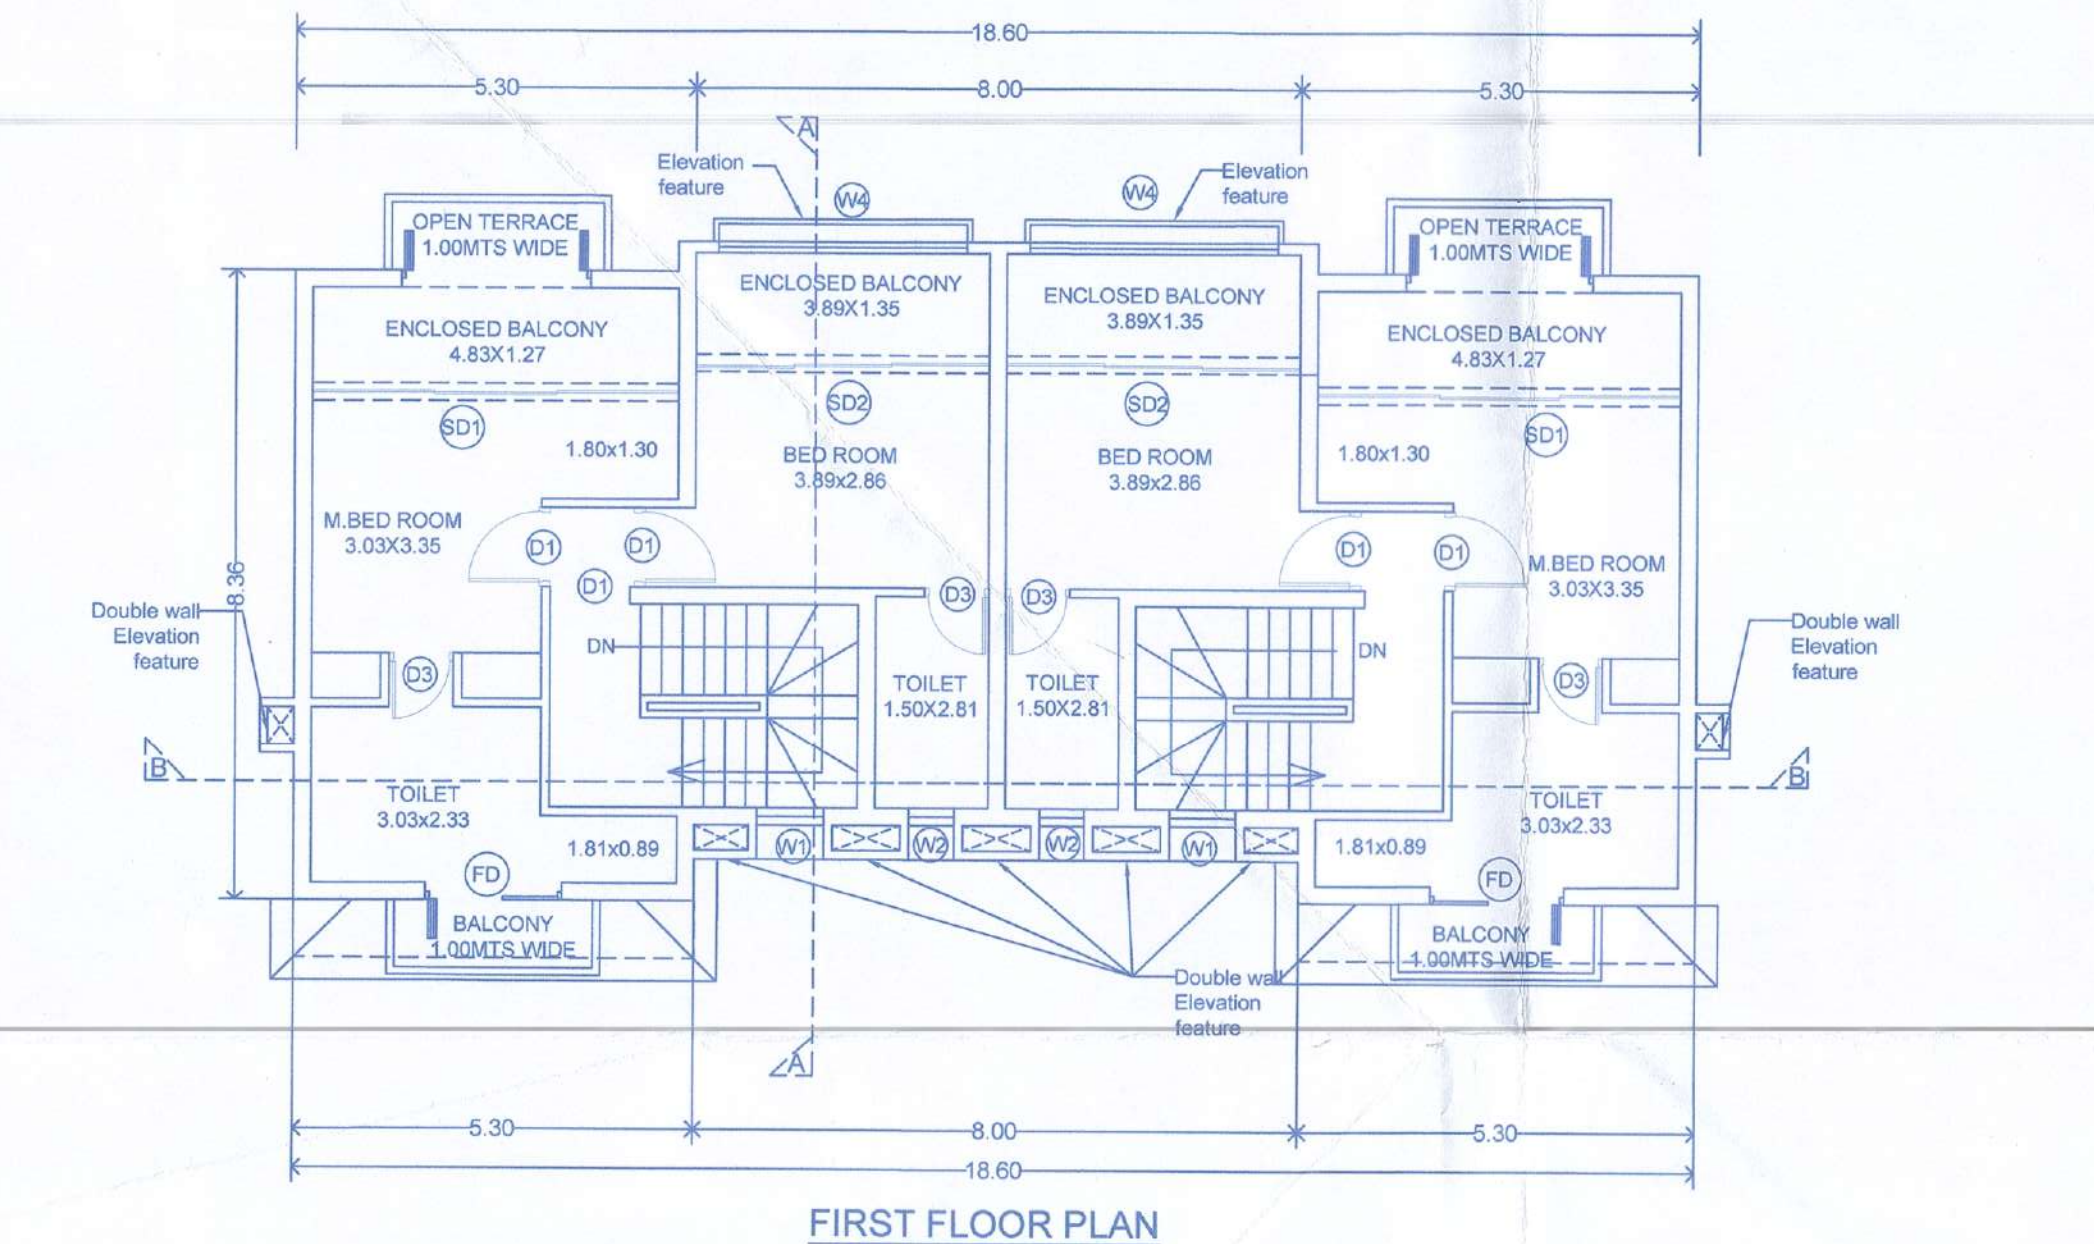 18.60
5.30
8.00
5.30
A
Elevation
feature
W4
W4
Elevation
feature
OPEN TERRACE
1.00MTS WIDE
OPEN TERRACE
1.00MTS WIDE
ENCLOSED BALCONY
4.83X1.27
ENCLOSED BALCONY
3.89X1.35
ENCLOSED BALCONY
3.89X1.35
ENCLOSED BALCONY
4.83X1.27
SD1
1.80x1.30
SD2
SD2
1.80x1.30
SD1
BED ROOM
3.89x2.86
BED ROOM
3.89x2.86
M.BED ROOM
3.03X3.35
D1
D1
D1
D1
D1
M.BED ROOM
3.03X3.35
8.36
Double wall
Elevation
feature
D3
D3
Double wall
Elevation
feature
DN
DN
D3
D3
TOILET
1.50X2.81
TOILET
1.50X2.81
B
B
TOILET
3.03x2.33
TOILET
3.03x2.33
1.81x0.89
W1
W2
W2
W1
1.81x0.89
FD
FD
BALCONY
1.00MTS WIDE
BALCONY
1.00MTS WIDE
Double wall
Elevation
feature
A
5.30
8.00
5.30
18.60
FIRST FLOOR PLAN